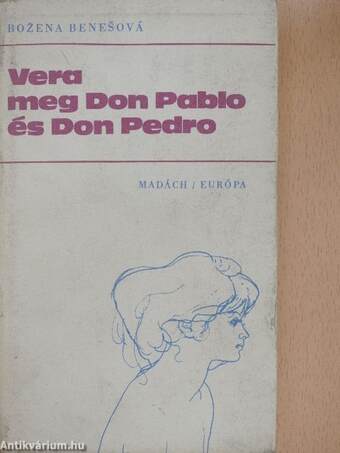 BOŽENA BENEŠOVÁ
Vera
meg Don Pablo
és Don Pedro
MADÁCH / EURÓPA
Antikvárium.hu